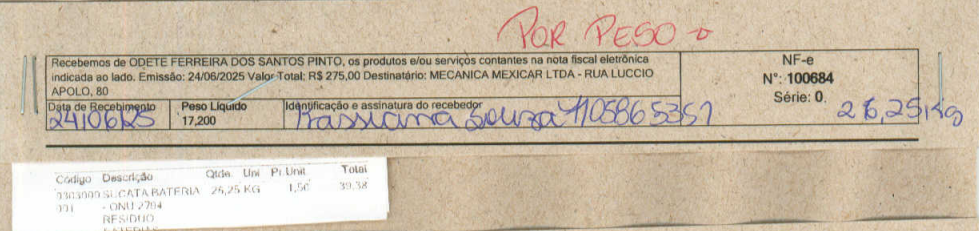 POR PESO
Recebemos de ODETE FERREIRA DOS SANTOS PINTO, os produtos e/ou serviços contantes na nota fiscal eletrônica
indicada ao lado. Emissão: 24/06/2025 Valor Total: R$ 275,00 Destinatário: MECANICA MEXICAR LTDA - RUA LUCCIO
APOLO, 80
NF-e
N°: 100684
Série: 0
Data de Recebimento Peso Líquido Identificação e assinatura do recebedor
24/06/25 17,200 Souza 26,25 Kg
Código Descrição Qtde. Uni Pr.Unit Total
SUCATA BATERIA 26,25 KG 1,50 39,38
001 - ONU 2794
RESIDUO